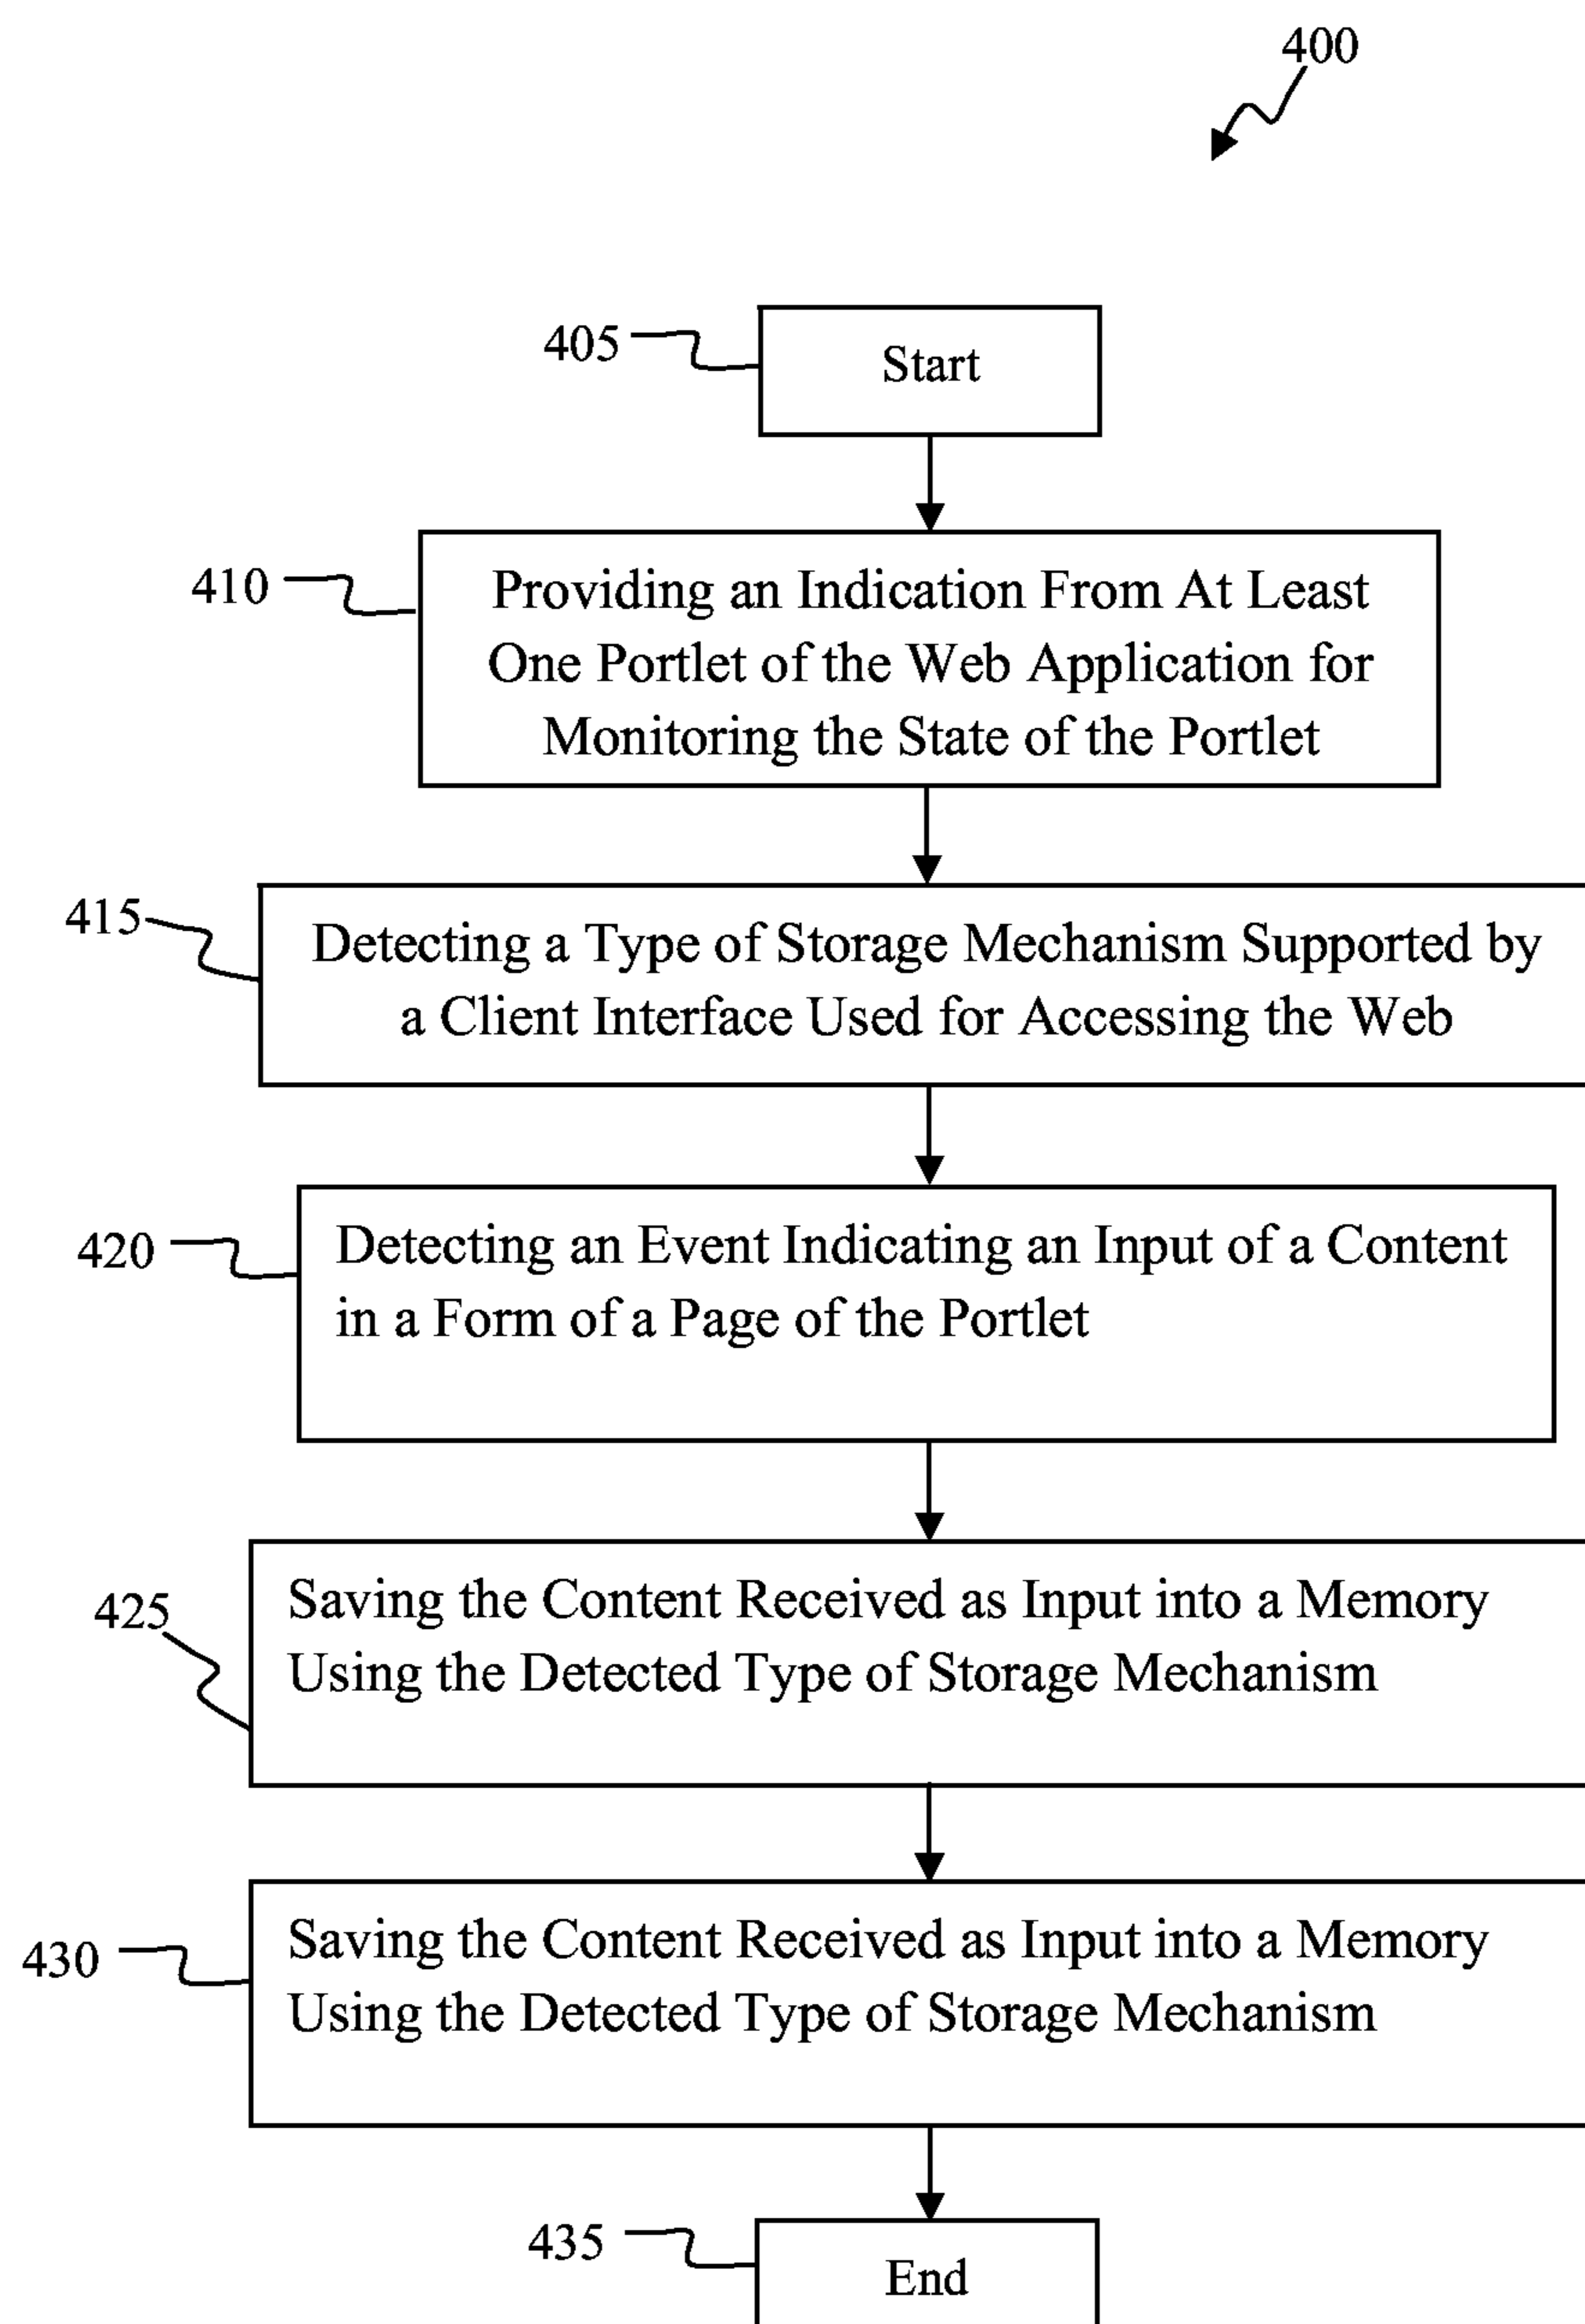 400
405
Start
410
Providing an Indication From At Least
One Portlet of the Web Application for
Monitoring the State of the Portlet
415
Detecting a Type of Storage Mechanism Supported by
a Client Interface Used for Accessing the Web
420
Detecting an Event Indicating an Input of a Content
in a Form of a Page of the Portlet
425
Saving the Content Received as Input into a Memory
Using the Detected Type of Storage Mechanism
430
Saving the Content Received as Input into a Memory
Using the Detected Type of Storage Mechanism
435
End